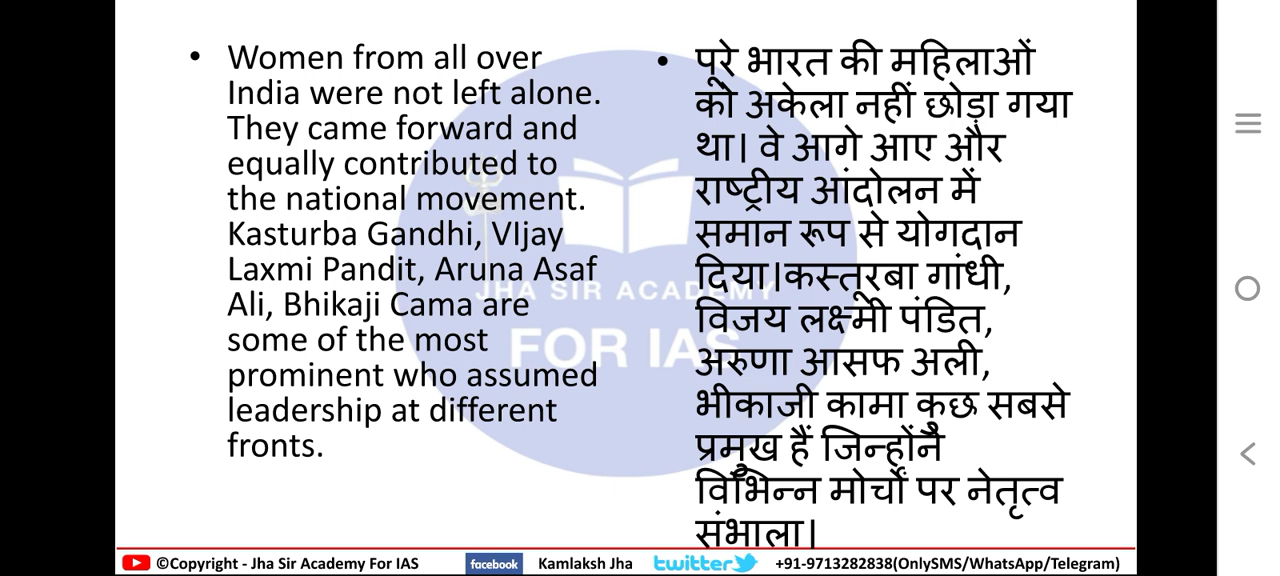 • Women from all over
India were not left alone.
They came forward and
equally contributed to
the national movement.
Kasturba Gandhi, VIjay
Laxmi Pandit, Aruna Asaf
Ali, Bhikaji Cama are
some of the most
prominent who assumed
leadership at different
fronts.
• पूरे भारत की महिलाओं
को अकेला नहीं छोड़ा गया
था। वे आगे आए और
राष्ट्रीय आंदोलन में
समान रूप से योगदान
दिया।कस्तूरबा गांधी,
विजय लक्ष्मी पंडित,
अरुणा आसफ अली,
भीकाजी कामा कुछ सबसे
प्रमुख हैं जिन्होंने
विभिन्न मोर्चों पर नेतृत्व
संभाला।
JHA SIR ACADEMY
FOR IAS
©Copyright - Jha Sir Academy For IAS facebook Kamlaksh Jha twitter +91-9713282838(OnlySMS/WhatsApp/Telegram)